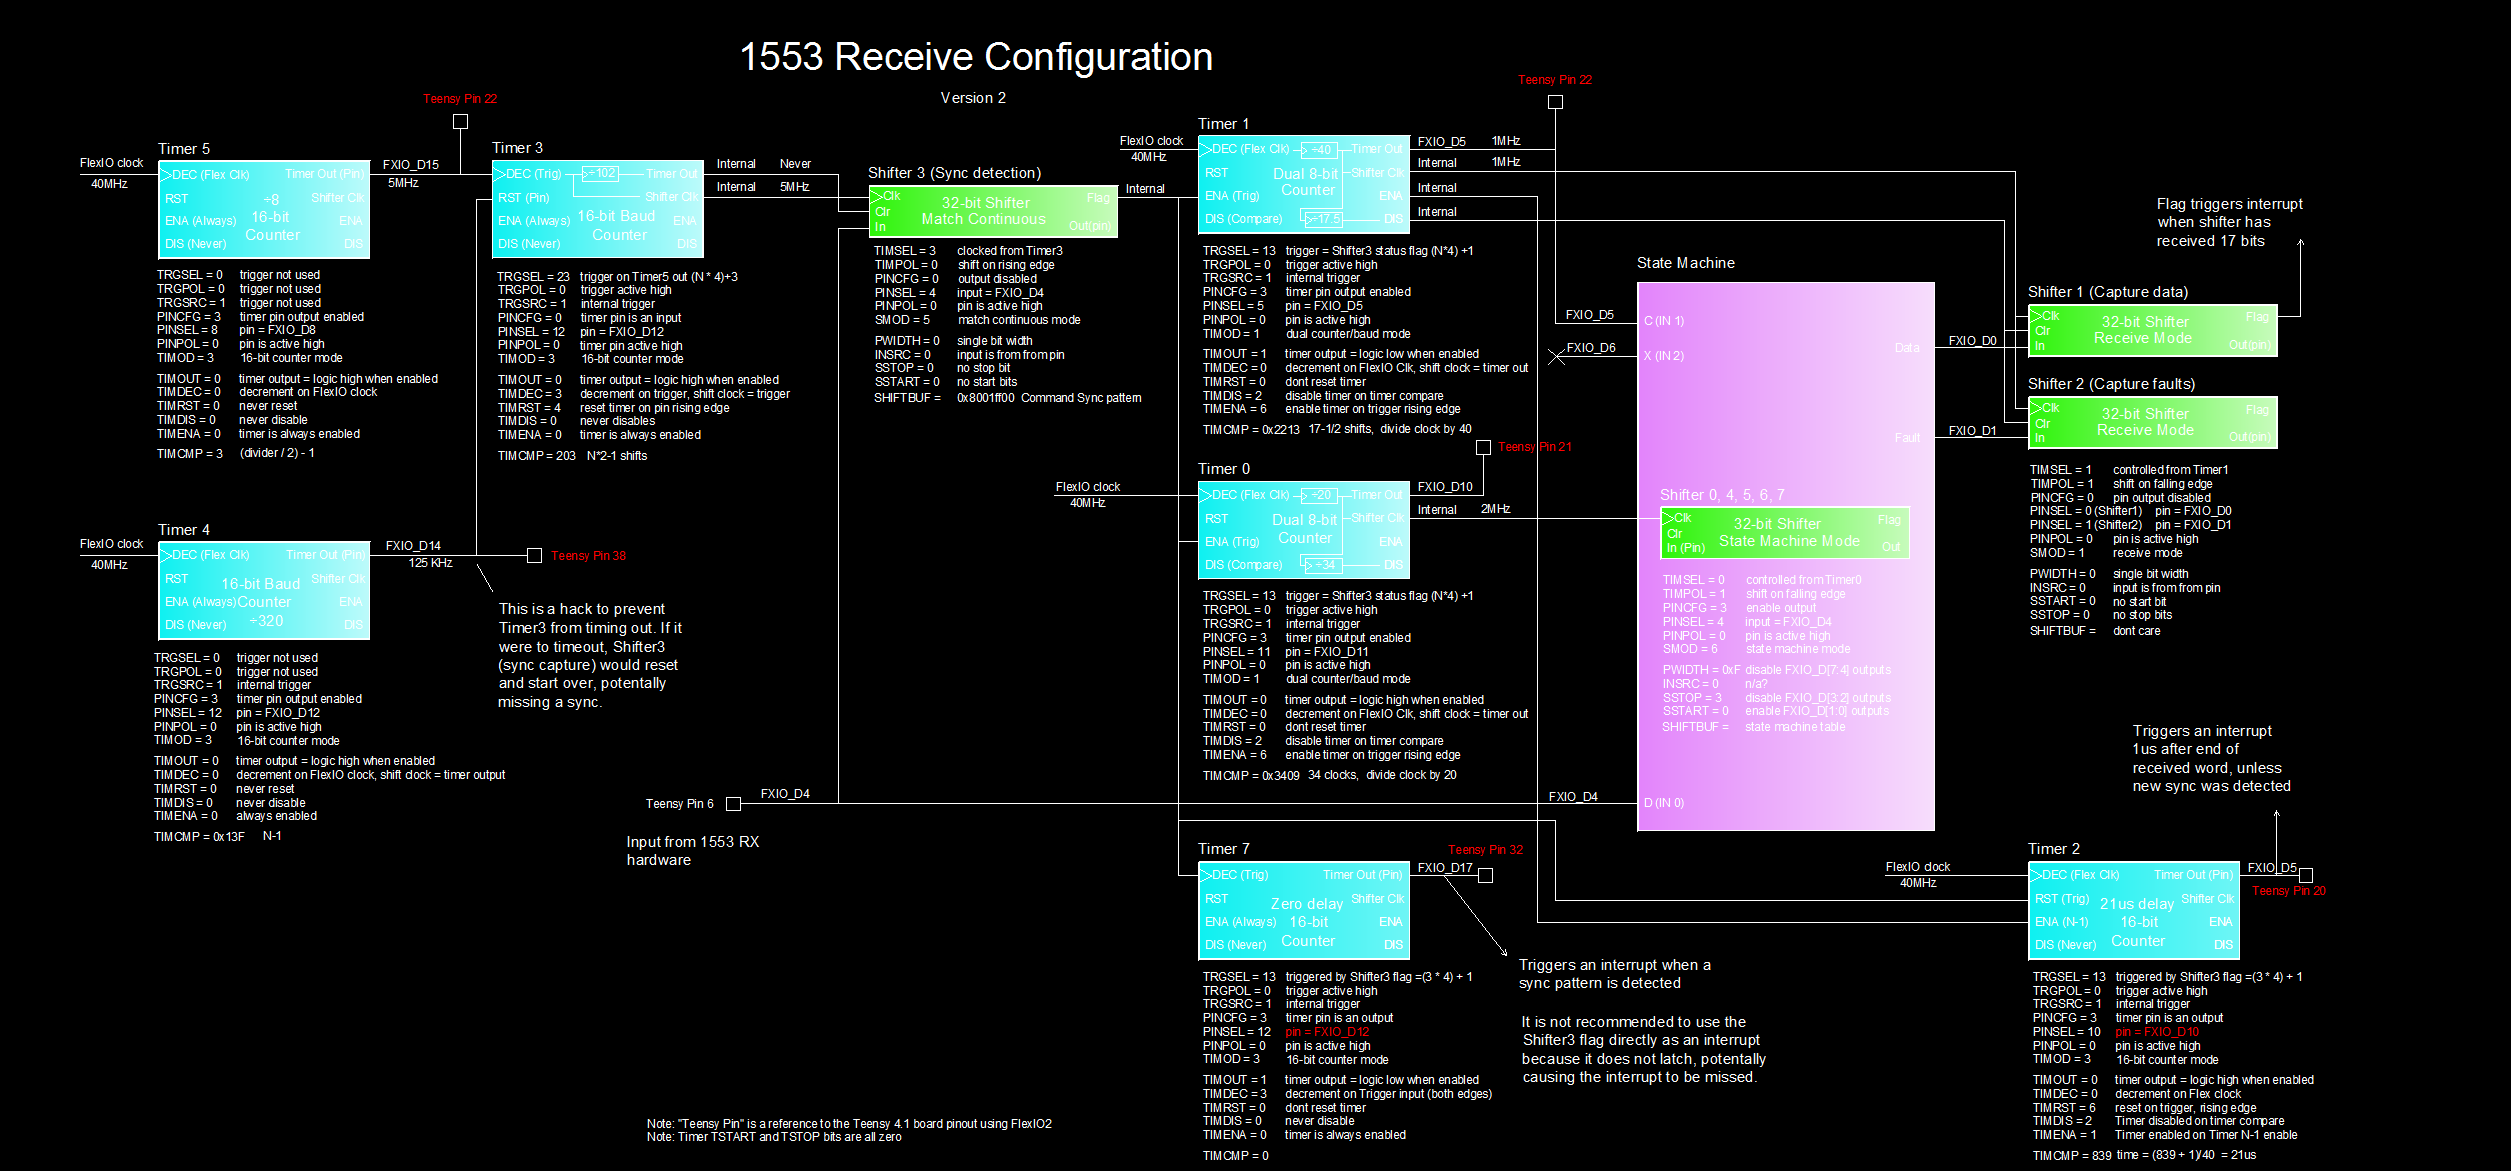 1553 Receive Configuration
Version 2
Teensy Pin 22
Timer 5
FlexIO clock
40MHz
DEC (Flex Clk)
Timer Out (Pin)
RST
÷8
Shifter Clk
ENA (Always)
16-bit
ENA
DIS (Never)
Counter
DIS
FXIO_D15
5MHz
TRGSEL = 0 trigger not used
TRGPOL = 0 trigger not used
TRGSRC = 1 trigger not used
PINCFG = 3 timer pin output enabled
PINSEL = 8 pin = FXIO_D8
PINPOL = 0 pin is active high
TIMOD = 3 16-bit counter mode
TIMOUT = 0 timer output = logic high when enabled
TIMDEC = 0 decrement on FlexIO clock
TIMRST = 0 never reset
TIMDIS = 0 never disable
TIMENA = 0 timer is always enabled
TIMCMP = 3 (divider / 2) - 1
Timer 3
DEC (Trig)
÷102
Timer Out
RST (Pin)
Shifter Clk
ENA (Always)
16-bit Baud
ENA
DIS (Never)
Counter
DIS
Internal Never
Internal 5MHz
TRGSEL = 23 trigger on Timer5 out (N * 4)+3
TRGPOL = 0 trigger active high
TRGSRC = 1 internal trigger
PINCFG = 0 timer pin is an input
PINSEL = 12 pin = FXIO_D12
PINPOL = 0 timer pin active high
TIMOD = 3 16-bit counter mode
TIMOUT = 0 timer output = logic high when enabled
TIMDEC = 3 decrement on trigger, shift clock = trigger
TIMRST = 4 reset timer on pin rising edge
TIMDIS = 0 never disables
TIMENA = 0 timer is always enabled
TIMCMP = 203 N*2-1 shifts
Timer 4
FlexIO clock
40MHz
DEC (Flex Clk)
Timer Out (Pin)
RST
16-bit Baud
Shifter Clk
ENA (Always)
Counter
ENA
DIS (Never)
÷320
DIS
FXIO_D14
125 KHz
Teensy Pin 38
This is a hack to prevent
Timer3 from timing out. If it
were to timeout, Shifter3
(sync capture) would reset
and start over, potentally
missing a sync.
TRGSEL = 0 trigger not used
TRGPOL = 0 trigger not used
TRGSRC = 1 internal trigger
PINCFG = 3 timer pin output enabled
PINSEL = 12 pin = FXIO_D12
PINPOL = 0 pin is active high
TIMOD = 3 16-bit counter mode
TIMOUT = 0 timer output = logic high when enabled
TIMDEC = 0 decrement on FlexIO clock, shift clock = timer output
TIMRST = 0 never reset
TIMDIS = 0 never disable
TIMENA = 0 always enabled
TIMCMP = 0x13F N-1
Shifter 3 (Sync detection)
Clk
32-bit Shifter
Flag
Clr
Match Continuous
In
Out(pin)
Internal
TIMSEL = 3 clocked from Timer3
TIMPOL = 0 shift on rising edge
PINCFG = 0 output disabled
PINSEL = 4 input = FXIO_D4
PINPOL = 0 pin is active high
SMOD = 5 match continuous mode
PWIDTH = 0 single bit width
INSRC = 0 input is from from pin
SSTOP = 0 no stop bit
SSTART = 0 no start bits
SHIFTBUF = 0x8001ff00 Command Sync pattern
Teensy Pin 6
FXIO_D4
Input from 1553 RX
hardware
Timer 1
FlexIO clock
40MHz
DEC (Flex Clk)
÷40
Timer Out
RST
Dual 8-bit
Shifter Clk
ENA (Trig)
Counter
ENA
DIS (Compare)
÷17.5
DIS
FXIO_D5 1MHz
Internal 1MHz
Internal
Internal
Teensy Pin 22
TRGSEL = 13 trigger = Shifter3 status flag (N*4) +1
TRGPOL = 0 trigger active high
TRGSRC = 1 internal trigger
PINCFG = 3 timer pin output enabled
PINSEL = 5 pin = FXIO_D5
PINPOL = 0 pin is active high
TIMOD = 1 dual counter/baud mode
TIMOUT = 1 timer output = logic low when enabled
TIMDEC = 0 decrement on FlexIO Clk, shift clock = timer out
TIMRST = 0 dont reset timer
TIMDIS = 2 disable timer on timer compare
TIMENA = 6 enable timer on trigger rising edge
TIMCMP = 0x2213 17-1/2 shifts, divide clock by 40
Timer 0
FlexIO clock
40MHz
DEC (Flex Clk)
÷20
Timer Out
RST
Dual 8-bit
Shifter Clk
ENA (Trig)
Counter
ENA
DIS (Compare)
÷34
DIS
FXIO_D10
Teensy Pin 21
Internal 2MHz
TRGSEL = 13 trigger = Shifter3 status flag (N*4) +1
TRGPOL = 0 trigger active high
TRGSRC = 1 internal trigger
PINCFG = 3 timer pin output enabled
PINSEL = 11 pin = FXIO_D11
PINPOL = 0 pin is active high
TIMOD = 1 dual counter/baud mode
TIMOUT = 0 timer output = logic high when enabled
TIMDEC = 0 decrement on FlexIO Clk, shift clock = timer out
TIMRST = 0 dont reset timer
TIMDIS = 2 disable timer on timer compare
TIMENA = 6 enable timer on trigger rising edge
TIMCMP = 0x3409 34 clocks, divide clock by 20
Timer 7
DEC (Trig)
Timer Out (Pin)
RST
Zero delay
Shifter Clk
ENA (Always)
16-bit
ENA
DIS (Never)
Counter
DIS
Teensy Pin 32
FXIO_D17
Triggers an interrupt when a
sync pattern is detected
It is not recommended to use the
Shifter3 flag directly as an interrupt
because it does not latch, potentally
causing the interrupt to be missed.
TRGSEL = 13 triggered by Shifter3 flag =(3 * 4) + 1
TRGPOL = 0 trigger active high
TRGSRC = 1 internal trigger
PINCFG = 3 timer pin is an output
PINSEL = 12 pin = FXIO_D12
PINPOL = 0 pin is active high
TIMOD = 3 16-bit counter mode
TIMOUT = 1 timer output = logic low when enabled
TIMDEC = 3 decrement on Trigger input (both edges)
TIMRST = 0 dont reset timer
TIMDIS = 0 never disable
TIMENA = 0 timer is always enabled
TIMCMP = 0
State Machine
FXIO_D5
C (IN 1)
FXIO_D6
X (IN 2)
Data
FXIO_D0
Fault
FXIO_D1
FXIO_D4
D (IN 0)
Shifter 0, 4, 5, 6, 7
Clk
32-bit Shifter
Flag
Clr
State Machine Mode
In (Pin)
Out
TIMSEL = 0 controlled from Timer0
TIMPOL = 1 shift on falling edge
PINCFG = 3 enable output
PINSEL = 4 input = FXIO_D4
PINPOL = 0 pin is active high
SMOD = 6 state machine mode
PWIDTH = 0xF disable FXIO_D[7:4] outputs
INSRC = 0 n/a?
SSTOP = 3 disable FXIO_D[3:2] outputs
SSTART = 0 enable FXIO_D[1:0] outputs
SHIFTBUF = state machine table
Flag triggers interrupt
when shifter has
received 17 bits
Shifter 1 (Capture data)
Clk
32-bit Shifter
Flag
Clr
Receive Mode
In
Out(pin)
Shifter 2 (Capture faults)
Clk
32-bit Shifter
Flag
Clr
Receive Mode
In
Out(pin)
TIMSEL = 1 controlled from Timer1
TIMPOL = 1 shift on falling edge
PINCFG = 0 pin output disabled
PINSEL = 0 (Shifter1) pin = FXIO_D0
PINSEL = 1 (Shifter2) pin = FXIO_D1
PINPOL = 0 pin is active high
SMOD = 1 receive mode
PWIDTH = 0 single bit width
INSRC = 0 input is from from pin
SSTART = 0 no start bit
SSTOP = 0 no stop bits
SHIFTBUF = dont care
Triggers an interrupt
1us after end of
received word, unless
new sync was detected
Timer 2
FlexIO clock
40MHz
DEC (Flex Clk)
Timer Out (Pin)
RST (Trig)
21us delay
Shifter Clk
ENA (N-1)
16-bit
ENA
DIS (Never)
Counter
DIS
FXIO_D5
Teensy Pin 20
TRGSEL = 13 triggered by Shifter3 flag =(3 * 4) + 1
TRGPOL = 0 trigger active high
TRGSRC = 1 internal trigger
PINCFG = 3 timer pin is an output
PINSEL = 10 pin = FXIO_D10
PINPOL = 0 pin is active high
TIMOD = 3 16-bit counter mode
TIMOUT = 0 timer output = logic high when enabled
TIMDEC = 0 decrement on Flex clock
TIMRST = 6 reset on trigger, rising edge
TIMDIS = 2 Timer disabled on timer compare
TIMENA = 1 Timer enabled on Timer N-1 enable
TIMCMP = 839 time = (839 + 1)/40 = 21us
Note: "Teensy Pin" is a reference to the Teensy 4.1 board pinout using FlexIO2
Note: Timer TSTART and TSTOP bits are all zero